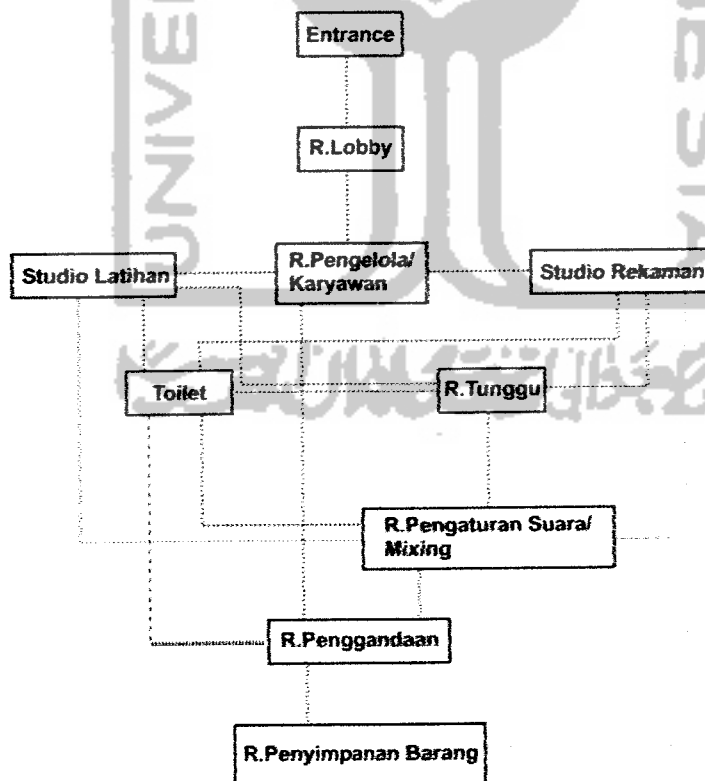 Entrance
R.Lobby
Studio Latihan
R.Pengelola/
Karyawan
Studio Rekaman
Toilet
R.Tunggu
R.Pengaturan Suara/
Mixing
R.Penggandaan
R.Penyimpanan Barang